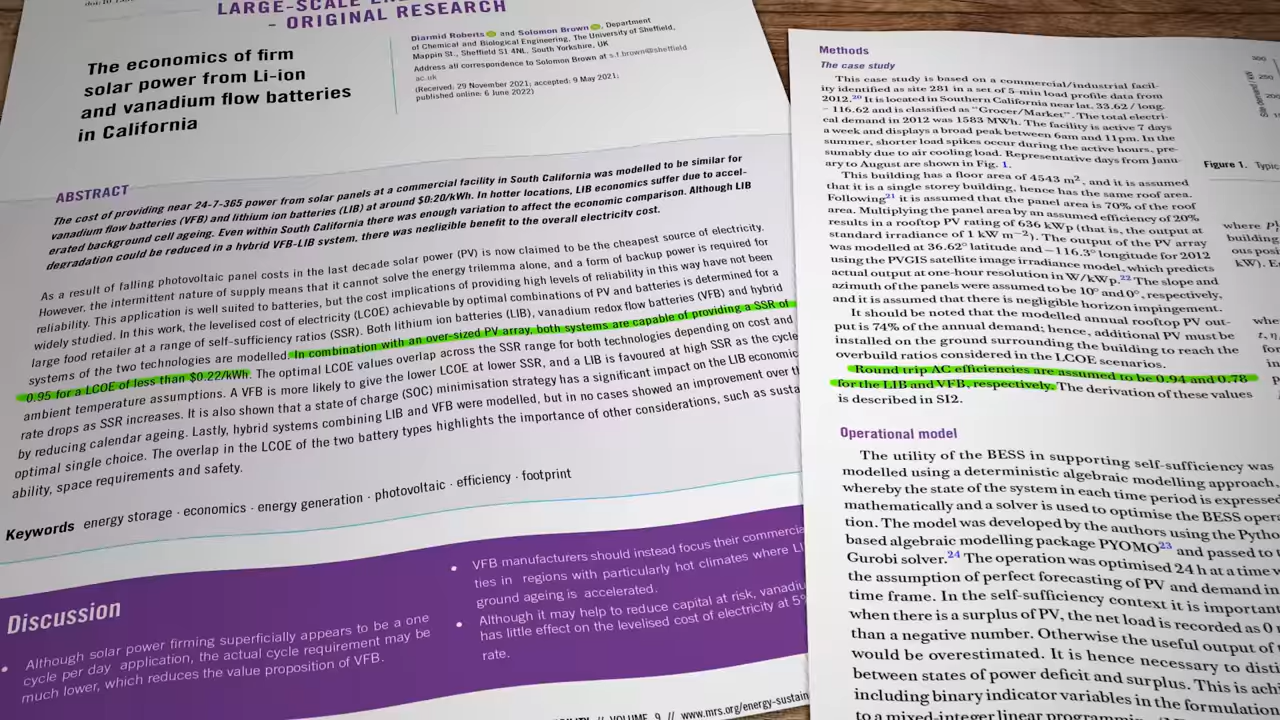 LARGE-SCALE
- ORIGINAL RESEARCH
The economics of firm
solar power from Li-ion
and vanadium flow batteries
in California
Diarmid Roberts and Solomon Brown, Department
of Chemical and Biological Engineering, The University of Sheffield,
Mappin St., Sheffield S1 4NL, South Yorkshire, UK
Address all correspondence to Solomon Brown at s.f.brown@sheffield
ac.uk
(Received: 29 November 2021; accepted: 9 May 2021;
published online: 6 June 2022)
ABSTRACT
The cost of providing near 24-7-365 power from solar panels at a commercial facility in South California was modelled to be similar for
vanadium flow batteries (VFB) and lithium ion batteries (LIB) at around $0:20/kWh. In hotter locations, LIB economics suffer due to accel-
erated background cell ageing. Even within South California there was enough variation to affect the economic comparison. Although LIB
degradation could be reduced in a hybrid VFB-LIB system, there was negligible benefit to the overall electricity cost.
As a result of falling photovoltaic panel costs in the last decade solar power (PV) is now claimed to be the cheapest source of electricity.
However, the intermittent nature of supply means that it cannot solve the energy trilemma alone, and a form of backup power is required for
reliability. This application is well suited to batteries, but the cost implications of providing high levels of reliability in this way have not been
widely studied. In this work, the levelised cost of electricity (LCOE) achievable by optimal combinations of PV and batteries is determined for a
large food retailer at a range of self-sufficiency ratios (SSR). Both lithium ion batteries (LIB), vanadium redox flow batteries (VFB) and hybrid
systems of the two technologies are modelled. In combination with an over-sized PV array, both systems are capable of providing a SSR of
0.95 for a LCOE of less than $0.22/kWh. The optimal LCOE values overlap across the SSR range for both technologies depending on cost and
ambient temperature assumptions. A VFB is more likely to give the lower LCOE at lower SSR, and a LIB is favoured at high SSR as the cycle
rate drops as SSR increases. It is also shown that a state of charge (SOC) minimisation strategy has a significant impact on the LIB economic
by reducing calendar ageing. Lastly, hybrid systems combining LIB and VFB were modelled, but in no cases showed an improvement over
optimal single choice. The overlap in the LCOE of the two battery types highlights the importance of other considerations, such as susta
ability, space requirements and safety.
Keywords energy storage · economics · energy generation · photovoltaic · efficiency · footprint
Discussion
• Although solar power firming superficially appears to be a one
cycle per day application, the actual cycle requirement may be
much lower, which reduces the value proposition of VFB.
• VFB manufacturers should instead focus their commercia
ties in regions with particularly hot climates where LI
ground ageing is accelerated.
• Although it may help to reduce capital at risk, vanadiu
has little effect on the levelised cost of electricity at 5%
rate.
// VOLUME 9 // www.mrs.org/energy-sustain
Methods
The case study
This case study is based on a commercial/industrial facil-
ity identified as site 281 in a set of 5-min load profile data from
2012.20 It is located in Southern California near lat. 33.62 / long.
− 116.62 and is classified as “Grocer/Market”. The total electri-
cal demand in 2012 was 1583 MWh. The facility is active 7 days
a week and displays a broad peak between 6am and 11pm. In the
summer, shorter load spikes occur during the active hours, pre-
sumably due to air cooling load. Representative days from Janu-
ary to August are shown in Fig. 1.
This building has a floor area of 4543 m2, and it is assumed
that it is a single storey building, hence has the same roof area.
Following21 it is assumed that the panel area is 70% of the roof
area. Multiplying the panel area by an assumed efficiency of 20%
results in a rooftop PV rating of 636 kWp (that is, the output at
standard irradiance of 1 kW m−2). The output of the PV array
was modelled at 36.62° latitude and − 116.3° longitude for 2012
using the PVGIS satellite image irradiance model, which predicts
actual output at one-hour resolution in W/kWp.22 The slope and
azimuth of the panels were assumed to be 10° and 0°, respectively,
and it is assumed that there is negligible horizon impingement.
It should be noted that the modelled annual rooftop PV out-
put is 74% of the annual demand; hence, additional PV must be
installed on the ground surrounding the building to reach the
overbuild ratios considered in the LCOE scenarios.
Round trip AC efficiencies are assumed to be 0.94 and 0.78
for the LIB and VFB, respectively. The derivation of these values
is described in SI2.
Operational model
The utility of the BESS in supporting self-sufficiency was
modelled using a deterministic algebraic modelling approach,
whereby the state of the system in each time period is expressed
mathematically and a solver is used to optimise the BESS oper
tion. The model was developed by the authors using the Pytho
based algebraic modelling package PYOMO23 and passed to
Gurobi solver.24 The operation was optimised 24 h at a time w
the assumption of perfect forecasting of PV and demand in
time frame. In the self-sufficiency context it is important
when there is a surplus of PV, the net load is recorded as 0 r
than a negative number. Otherwise the useful output of
would be overestimated. It is hence necessary to disti
between states of power deficit and surplus. This is ach
including binary indicator variables in the formulation
to a mixed-integer linear programming
300
200
Figure 1. Typic
where P
building,
ous posit
kW). E